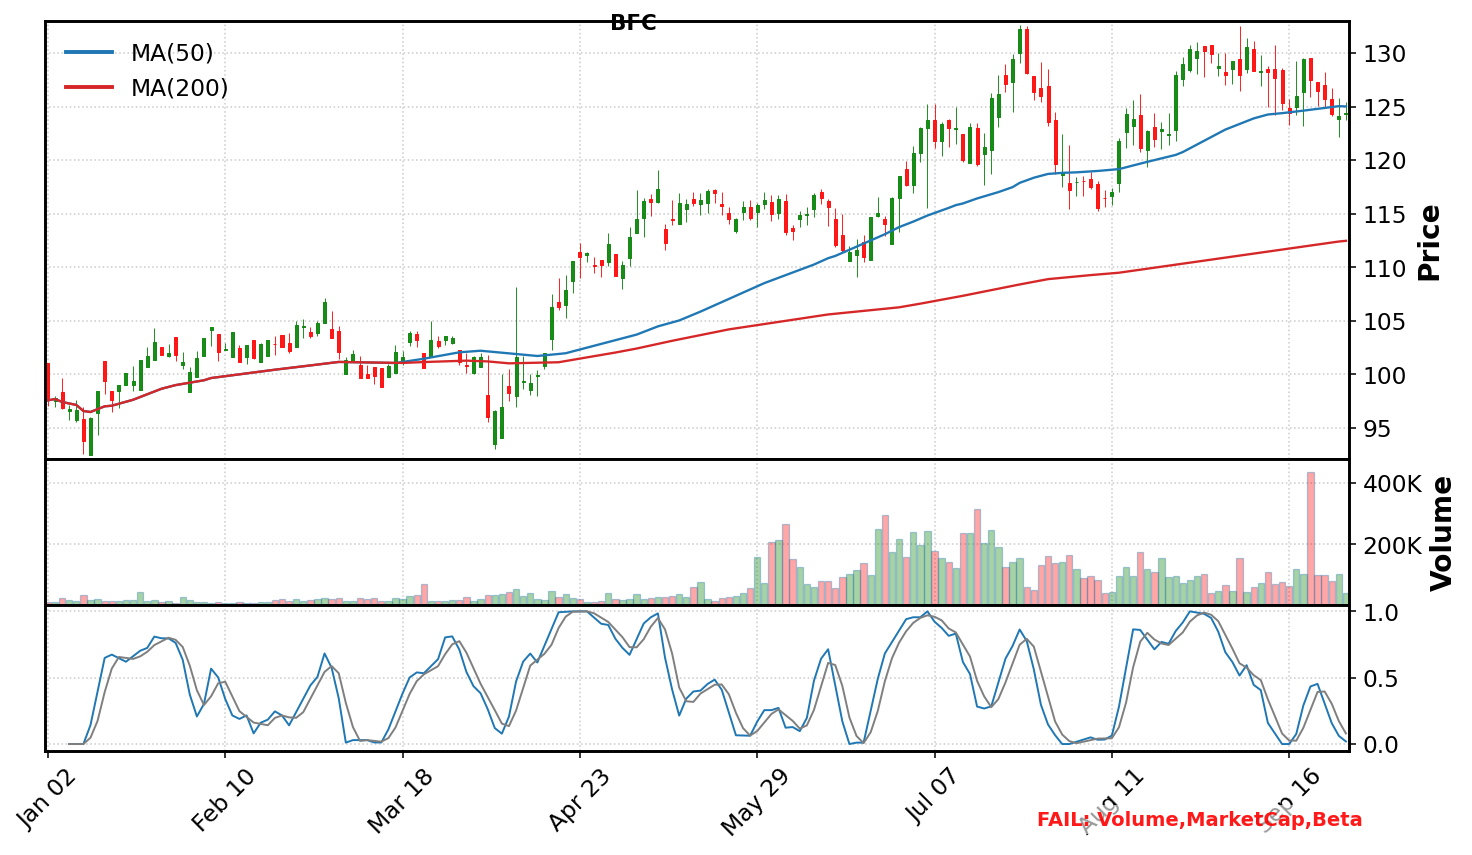 BFC
MA(50)
MA(200)
130
125
120
115
110
105
100
95
Price
400K
200K
Volume
1.0
0.5
0.0
Jan 02
Feb 10
Mar 18
Apr 23
May 29
Jul 07
Aug 11
Sep 16
FAIL: Volume,MarketCap,Beta